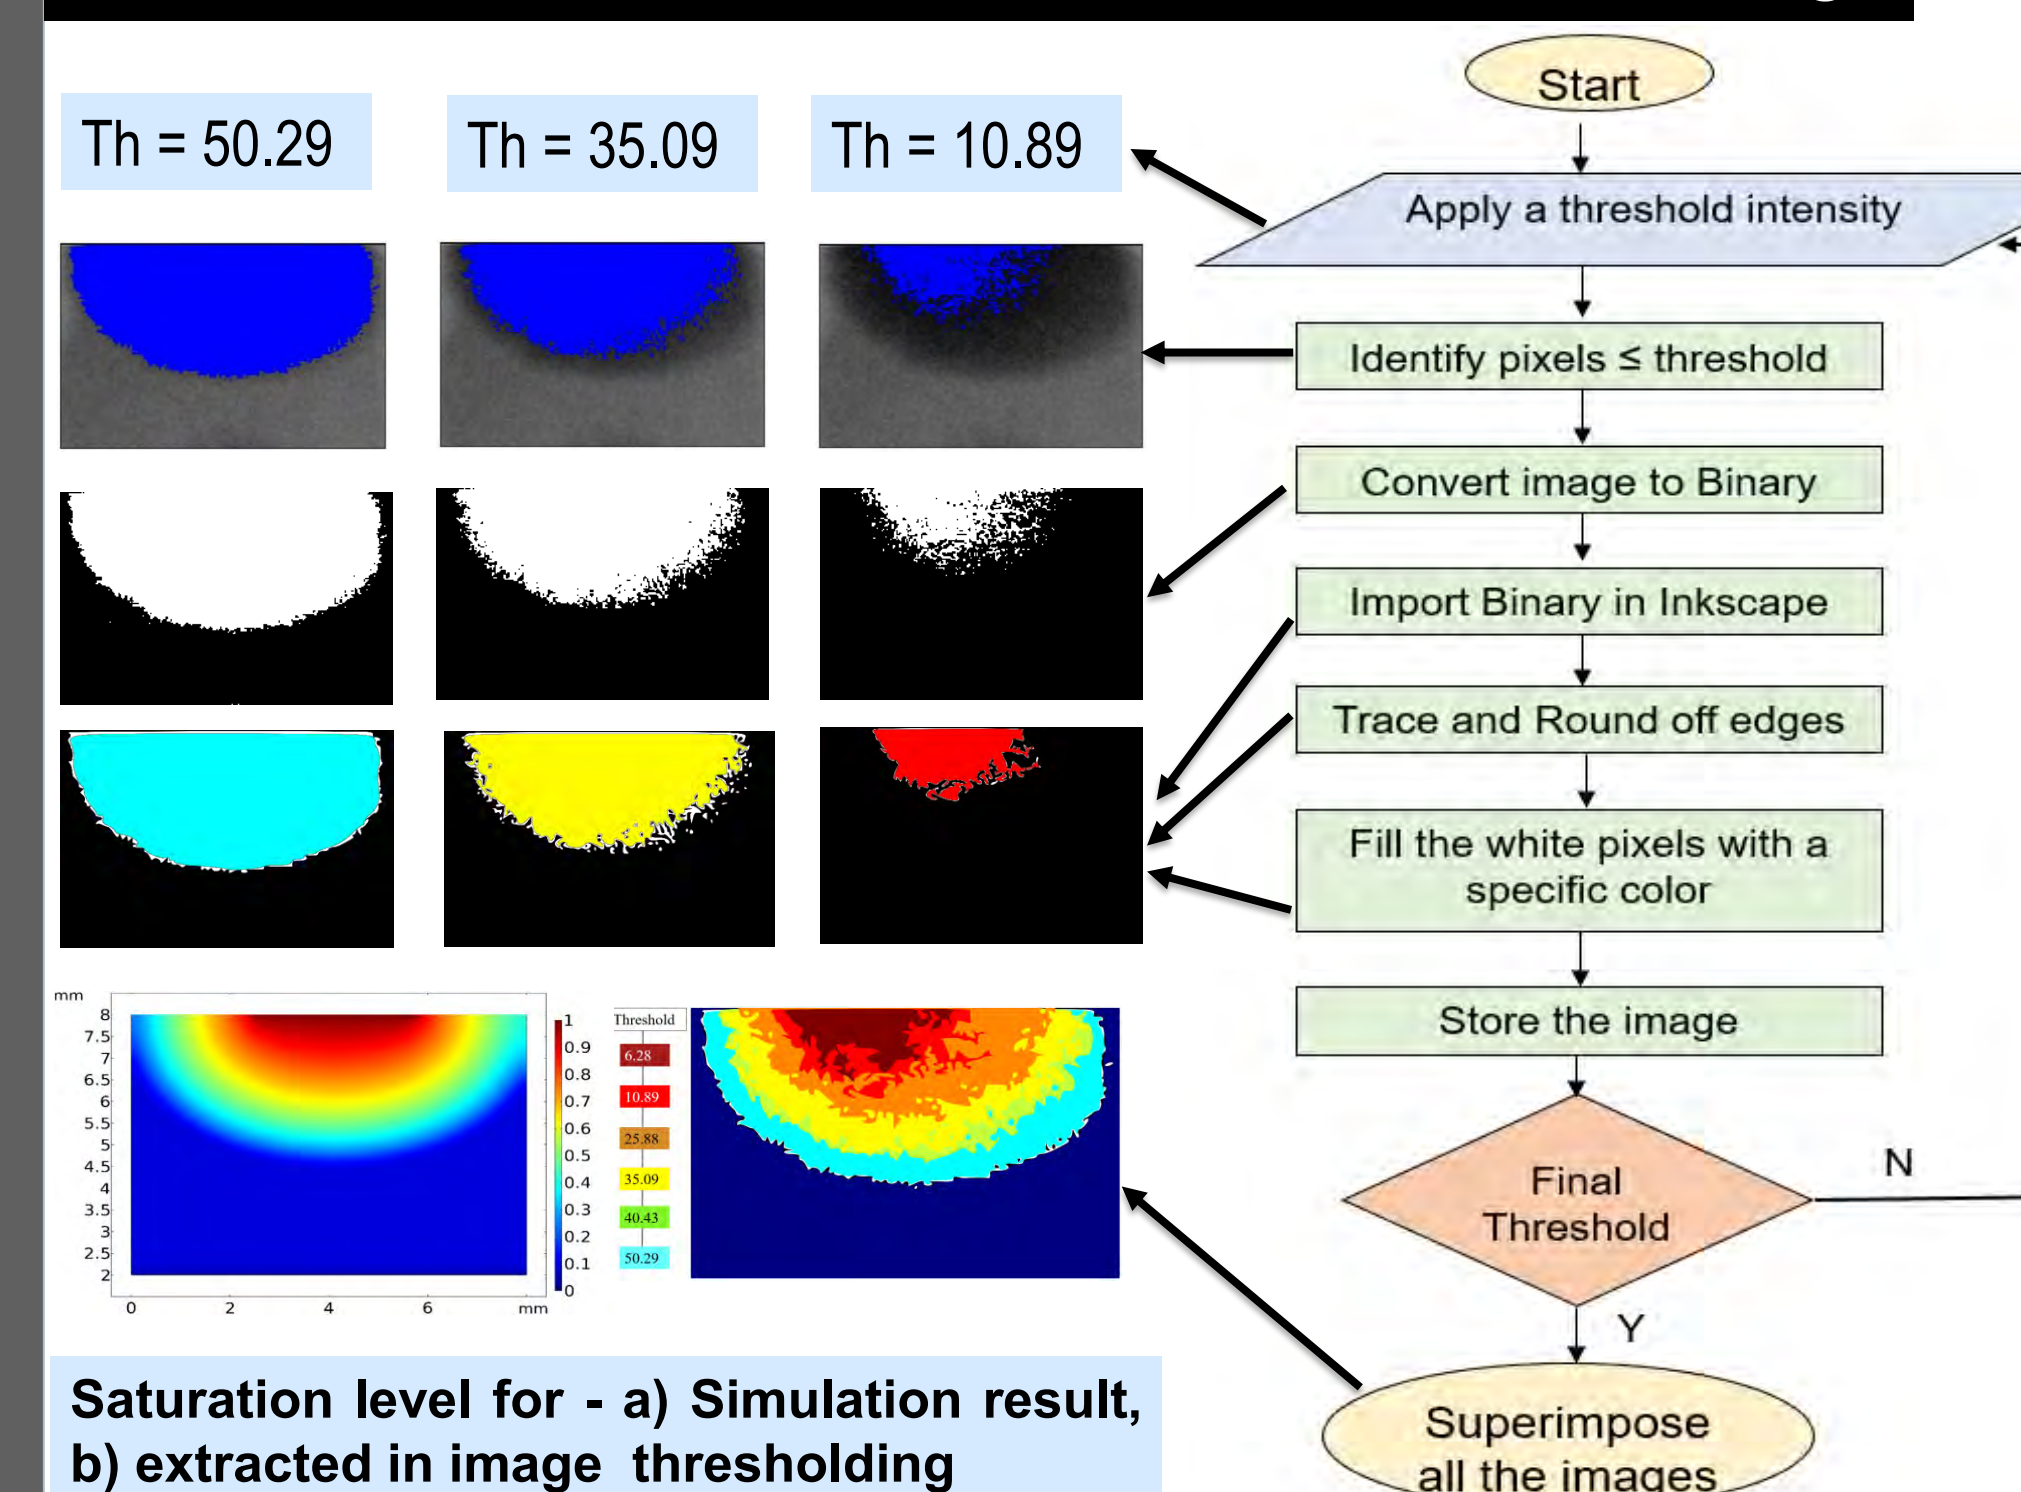 Th = 50.29
Th = 35.09
Th = 10.89
Start
Apply a threshold intensity
Identify pixels ≤ threshold
Convert image to Binary
Import Binary in Inkscape
Trace and Round off edges
Fill the white pixels with a
specific color
Store the image
Final
Threshold
N
Y
Superimpose
all the images
mm
8
7.5
7
6.5
6
5.5
5
4.5
4
3.5
3
2.5
2
0
2
4
6
mm
1
0.9
0.8
0.7
0.6
0.5
0.4
0.3
0.2
0.1
0
Threshold
6.28
10.89
25.88
35.09
40.43
50.29
Saturation level for - a) Simulation result,
b) extracted in image thresholding